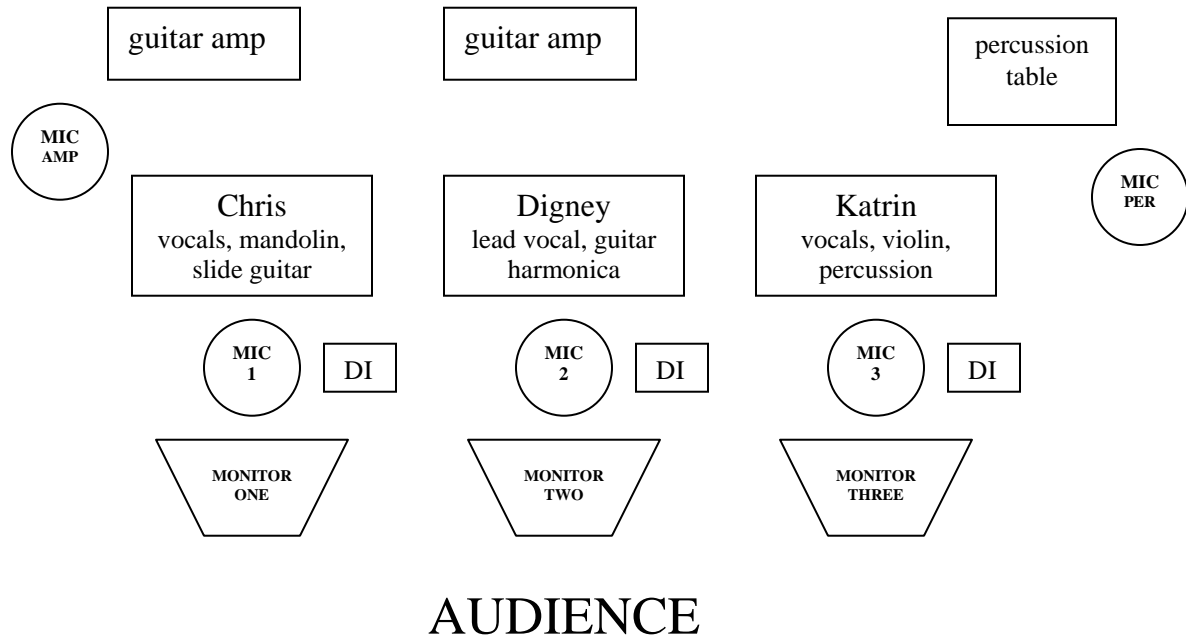 guitar amp
guitar amp
percussion
table
MIC
AMP
MIC
PER
Chris
vocals, mandolin,
slide guitar
Digney
lead vocal, guitar
harmonica
Katrin
vocals, violin,
percussion
MIC
1
DI
MIC
2
DI
MIC
3
DI
MONITOR
ONE
MONITOR
TWO
MONITOR
THREE
AUDIENCE